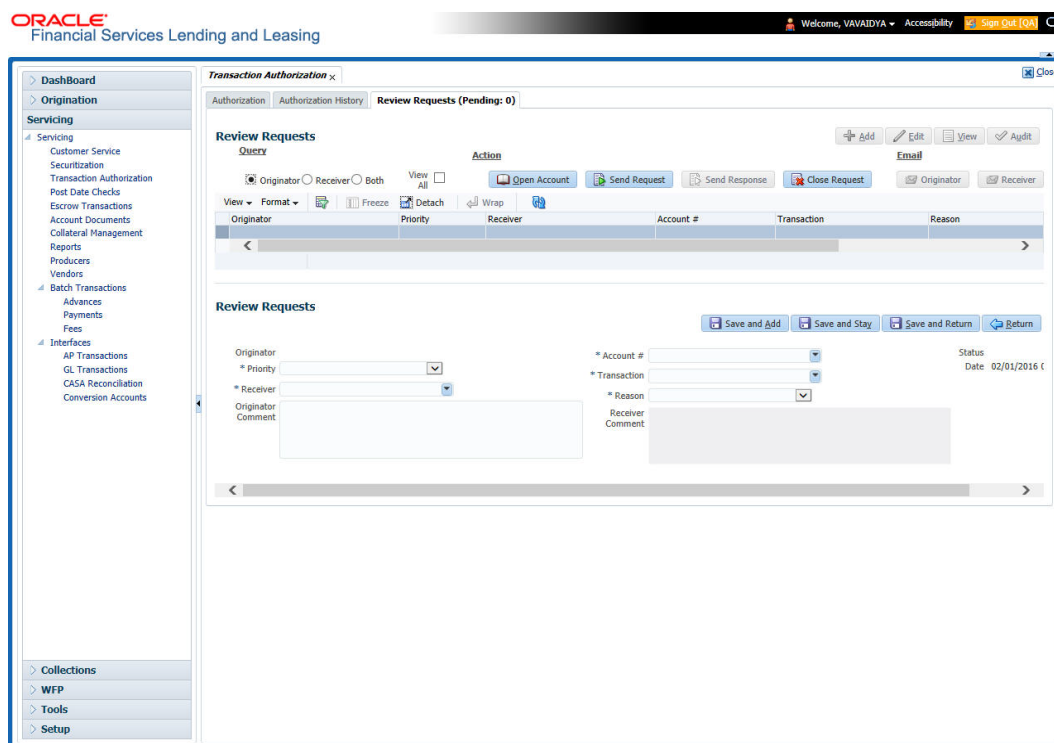 ORACLE
Financial Services Lending and Leasing
Welcome, VAVAIDYA Accessibility Sign Out [QA]
Close
DashBoard
Origination
Servicing
Servicing
Customer Service
Securitization
Transaction Authorization
Post Date Checks
Escrow Transactions
Account Documents
Collateral Management
Reports
Producers
Vendors
Batch Transactions
Advances
Payments
Fees
Interfaces
AP Transactions
GL Transactions
CASA Reconciliation
Conversion Accounts
Collections
WFP
Tools
Setup
Transaction Authorization x
Authorization Authorization History Review Requests (Pending: 0)
Review Requests
Add Edit View Audit
Query Action Email
Originator Receiver Both View All Open Account Send Request Send Response Close Request Originator Receiver
View Format Freeze Detach Wrap
Originator Priority Receiver Account # Transaction Reason
Review Requests
Save and Add Save and Stay Save and Return Return
Originator
* Priority
* Receiver
Originator Comment
* Account #
* Transaction
* Reason
Receiver Comment
Status
Date 02/01/2016